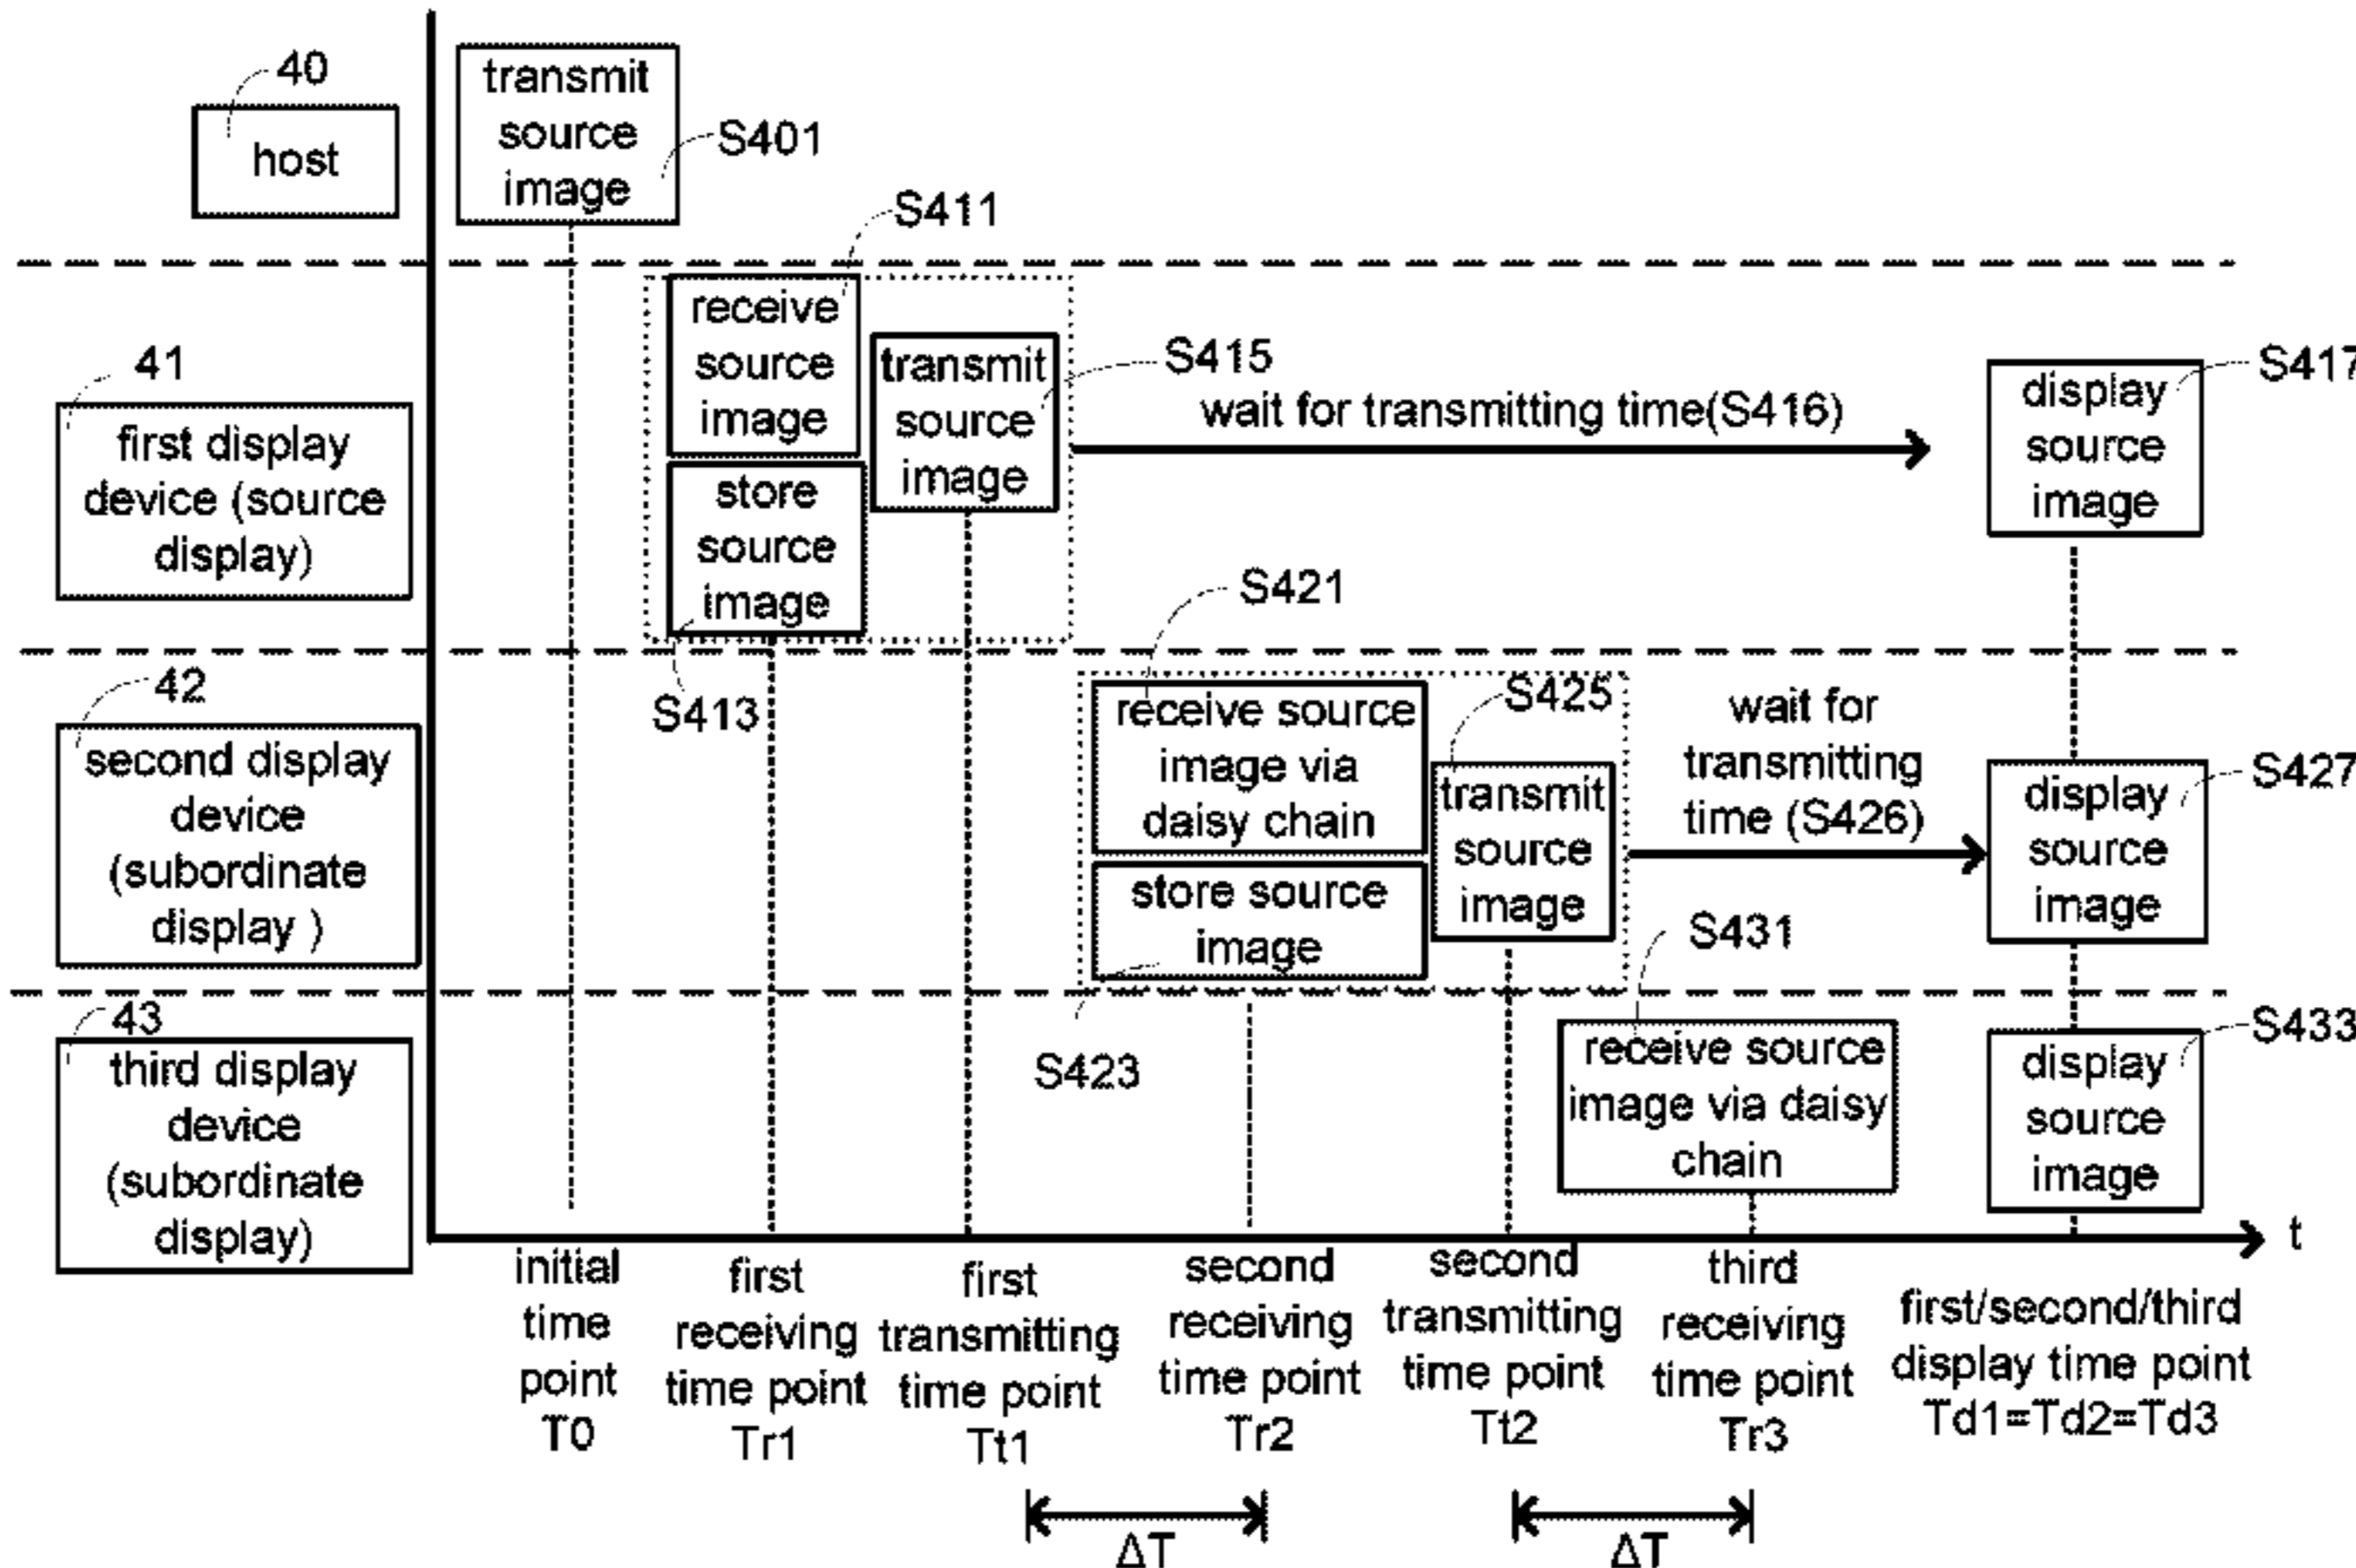 40
host
transmit
source
image
S401
S411
41
first display
device (source
display)
receive
source
image
store
source
image
S413
transmit
source
image
S415
wait for transmitting time(S416)
display
source
image
S417
42
second display
device
(subordinate
display )
S421
receive source
image via
daisy chain
store source
image
S423
S425
transmit
source
image
wait for
transmitting
time (S426)
display
source
image
S427
43
third display
device
(subordinate
display)
S431
receive source
image via daisy
chain
display
source
image
S433
t
initial
time
point
T0
first
receiving
time point
Tr1
first
transmitting
time point
Tt1
second
receiving
time point
Tr2
second
transmitting
time point
Tt2
third
receiving
time point
Tr3
first/second/third
display time point
Td1=Td2=Td3
ΔT
ΔT